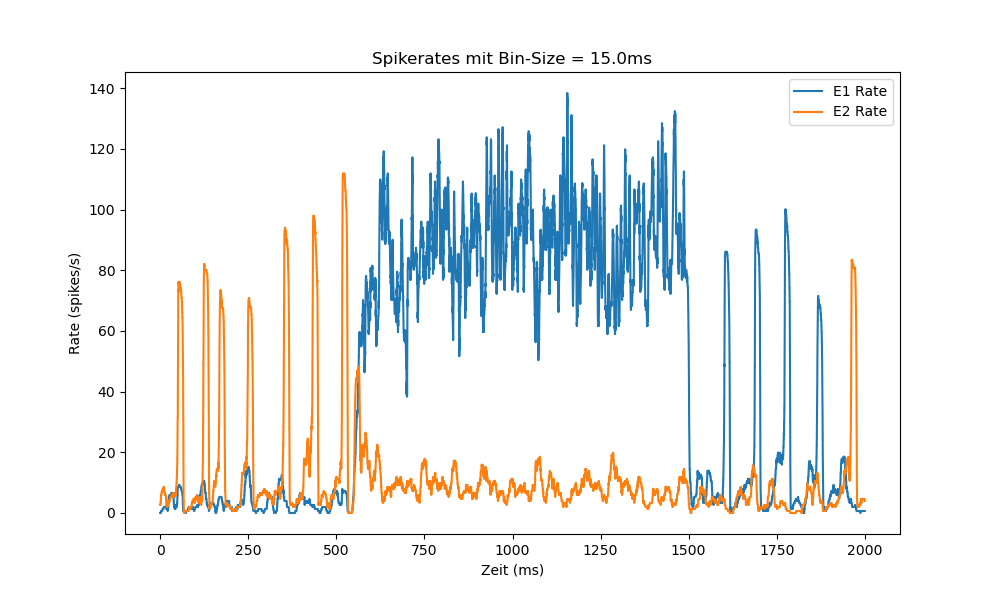 Spikerates mit Bin-Size = 15.0ms
E1 Rate
E2 Rate
Rate (spikes/s)
140
120
100
80
60
40
20
0
0 250 500 750 1000 1250 1500 1750 2000
Zeit (ms)